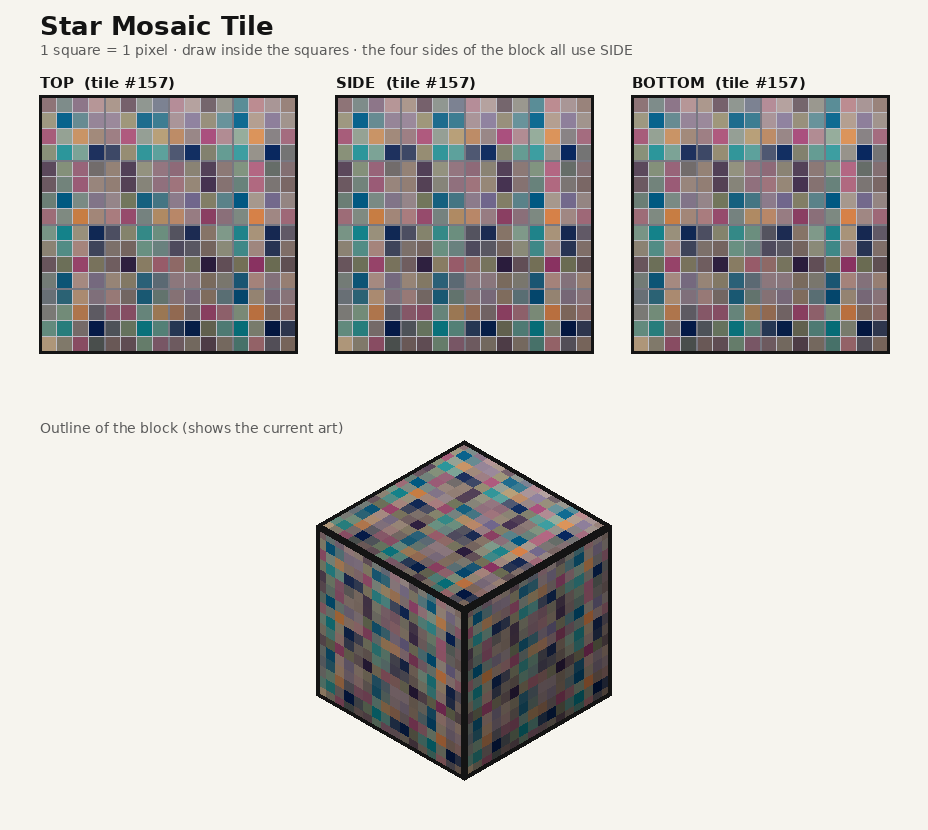 Star Mosaic Tile
1 square = 1 pixel · draw inside the squares · the four sides of the block all use SIDE
TOP (tile #157)
SIDE (tile #157)
BOTTOM (tile #157)
Outline of the block (shows the current art)